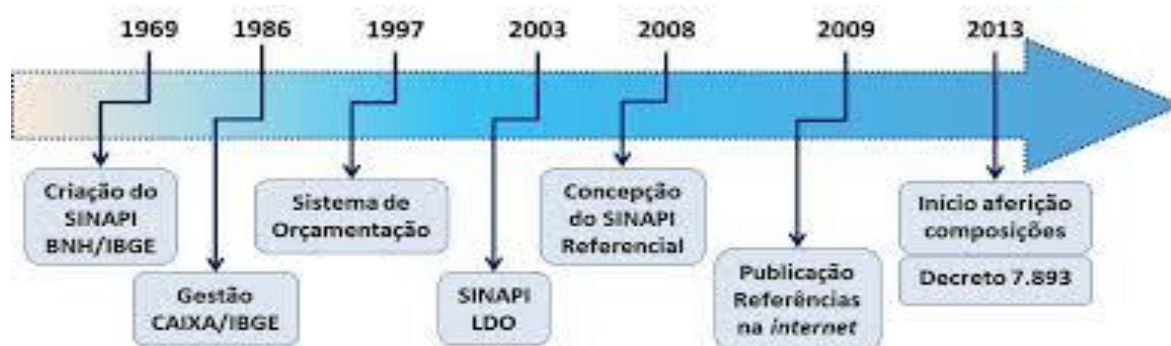 1969 1986 1997 2003 2008 2009 2013
Criação do
SINAPI
BNH/IBGE
Gestão
CAIXA/IBGE
Sistema de
Orçamentação
SINAPI
LDO
Concepção
do SINAPI
Referencial
Publicação
Referências
na internet
Início aferição
composições
Decreto 7.893